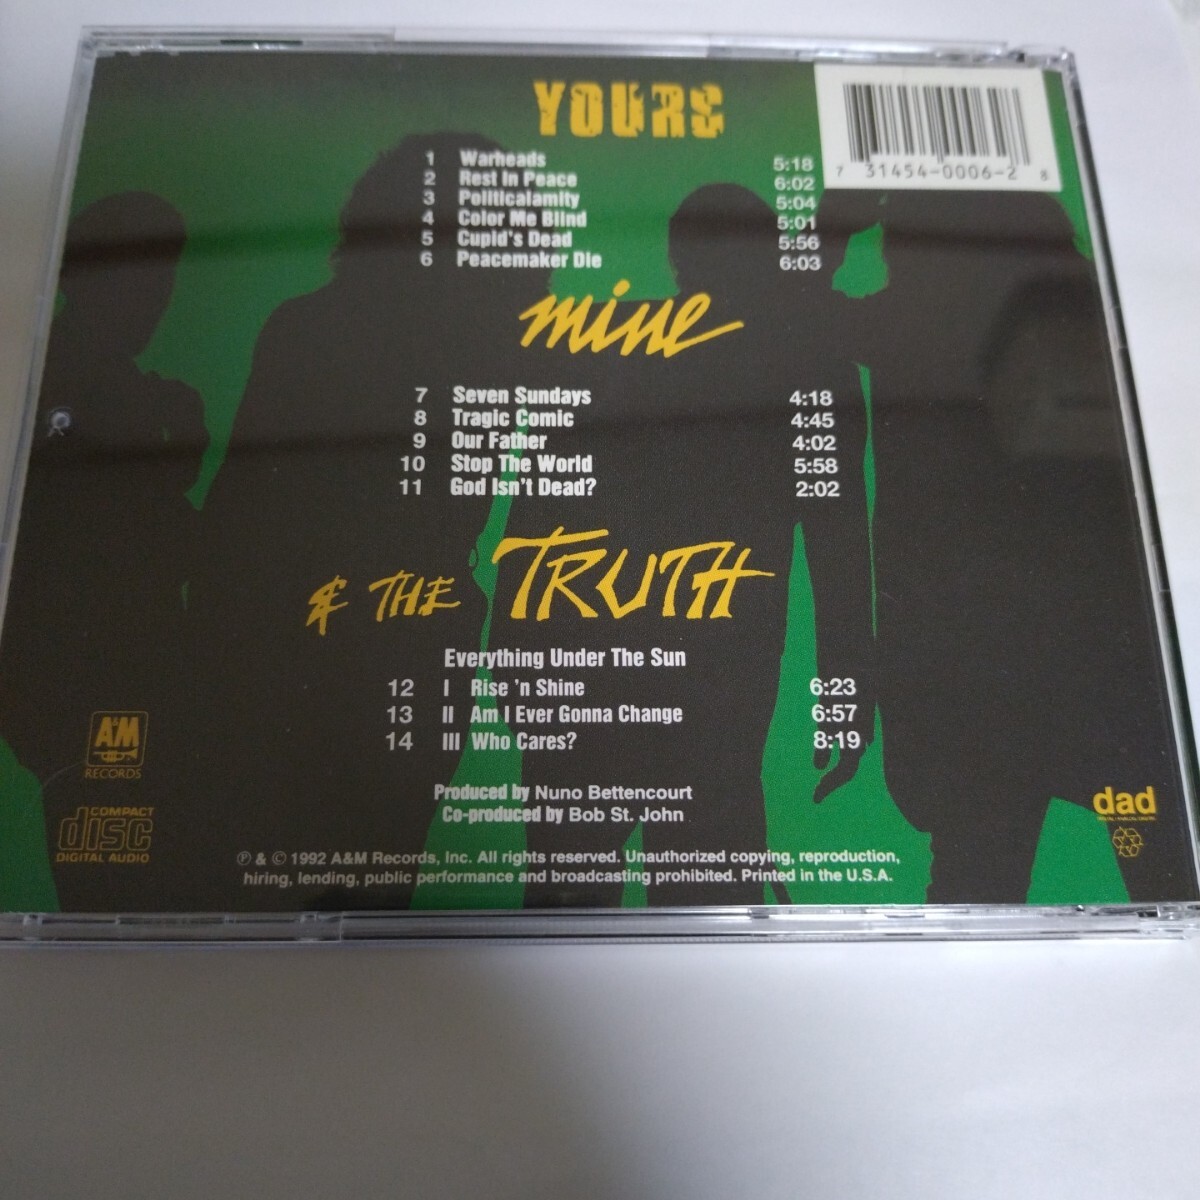 YOURS
7 31454-0006-2 8
1 Warheads 5:18
2 Rest In Peace 6:02
3 Politicalamity 5:04
4 Color Me Blind 5:01
5 Cupid's Dead 5:56
6 Peacemaker Die 6:03
mine
7 Seven Sundays 4:18
8 Tragic Comic 4:45
9 Our Father 4:02
10 Stop The World 5:58
11 God Isn't Dead? 2:02
& THE TRUTH
Everything Under The Sun
12 I Rise 'n Shine 6:23
13 II Am I Ever Gonna Change 6:57
14 III Who Cares? 8:19
A&M
RECORDS
Produced by Nuno Bettencourt
Co-produced by Bob St. John
dad
COMPACT
disc
DIGITAL AUDIO
℗ & © 1992 A&M Records, Inc. All rights reserved. Unauthorized copying, reproduction,
hiring, lending, public performance and broadcasting prohibited. Printed in the U.S.A.